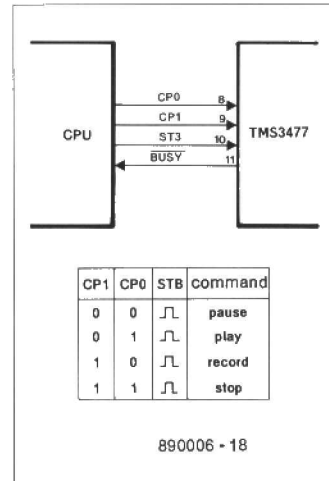 CP0 8
CPU CP1 9 TMS3477
ST3 10
BUSY 11
CP1 CP0 STB command
0 0 pause
0 1 play
1 0 record
1 1 stop
890006 - 18